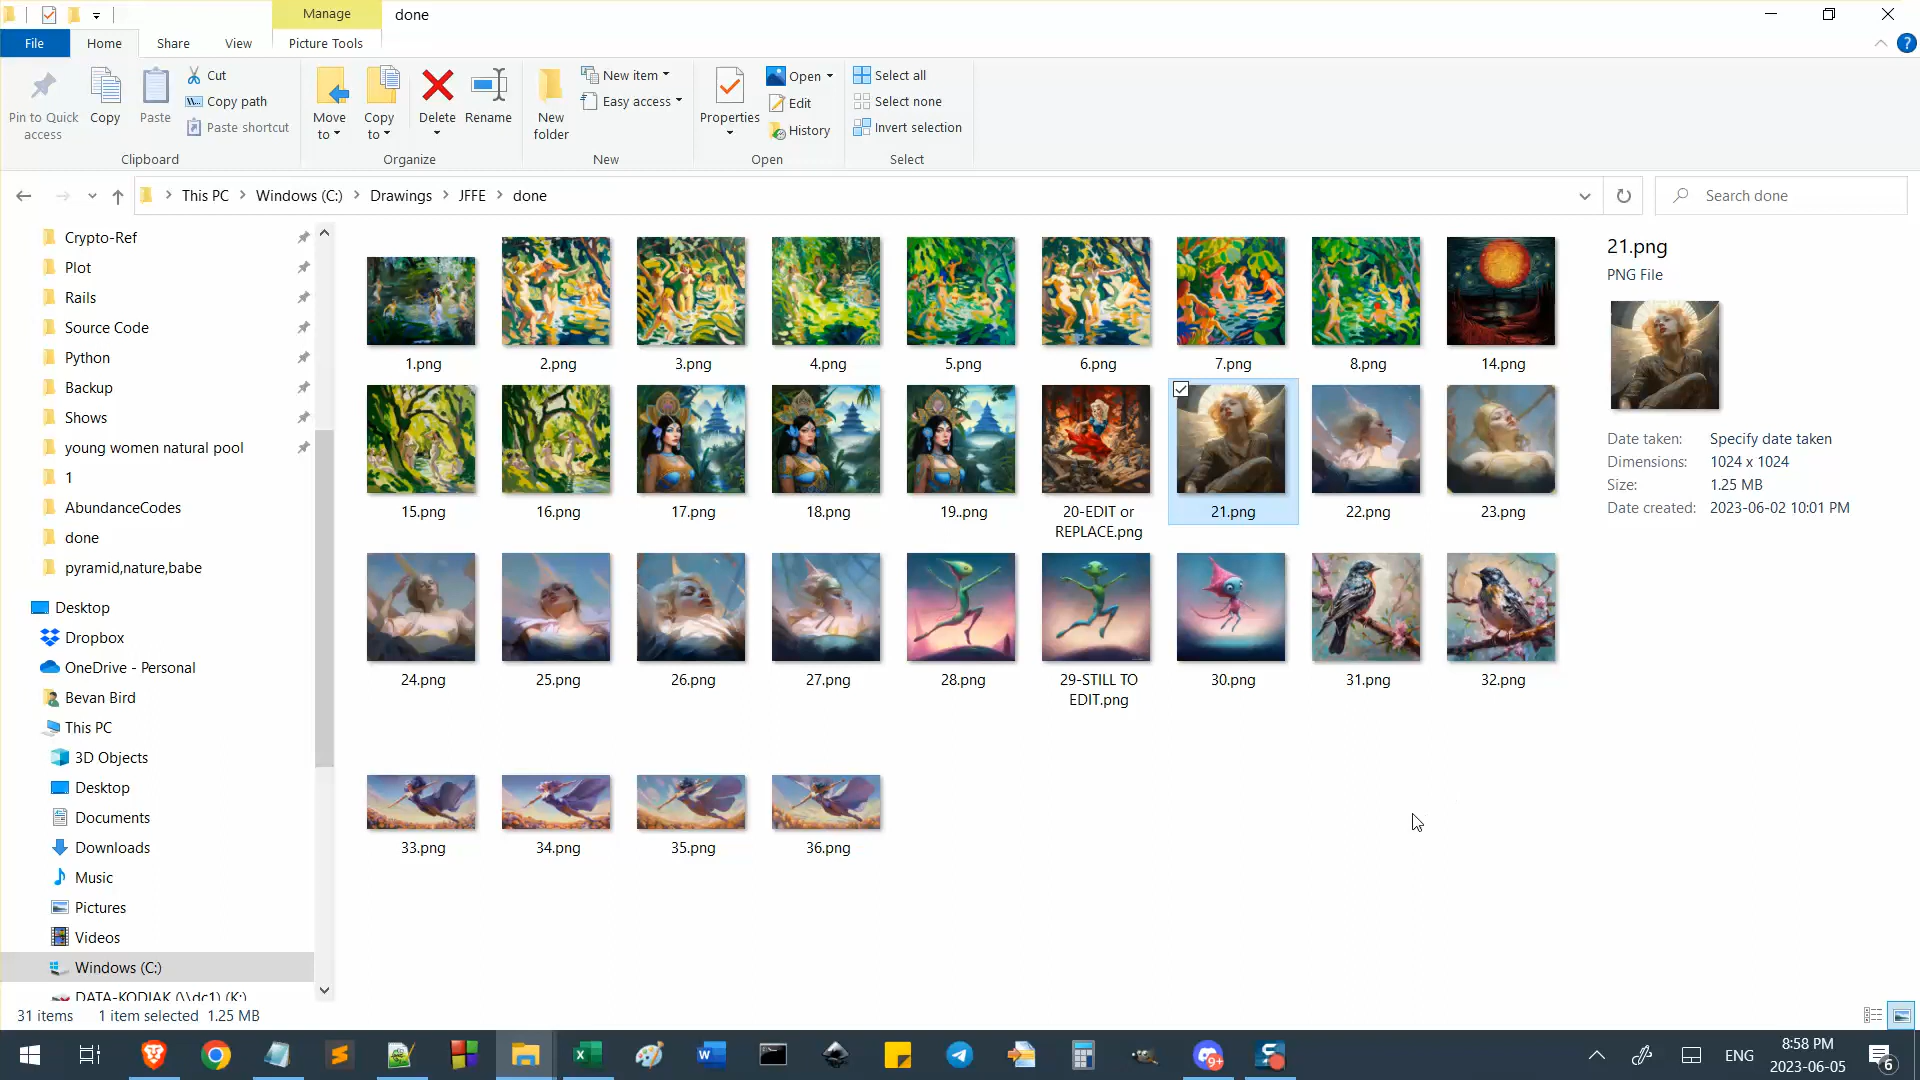 Manage
done
File
Home
Share
View
Picture Tools
Pin to Quick access
Copy
Paste
Cut
Copy path
Paste shortcut
Clipboard
Move to
Copy to
Delete
Rename
Organize
New folder
New item
Easy access
New
Properties
Open
Edit
History
Open
Select all
Select none
Invert selection
Select
This PC > Windows (C:) > Drawings > JFFE > done
Search done
Crypto-Ref
Plot
Rails
Source Code
Python
Backup
Shows
young women natural pool
1
AbundanceCodes
done
pyramid,nature,babe
Desktop
Dropbox
OneDrive - Personal
Bevan Bird
This PC
3D Objects
Desktop
Documents
Downloads
Music
Pictures
Videos
Windows (C:)
DATA-KODIAK (\\dc1) (K:)
1.png
2.png
3.png
4.png
5.png
6.png
7.png
8.png
14.png
15.png
16.png
17.png
18.png
19..png
20-EDIT or
REPLACE.png
21.png
22.png
23.png
24.png
25.png
26.png
27.png
28.png
29-STILL TO
EDIT.png
30.png
31.png
32.png
33.png
34.png
35.png
36.png
21.png
PNG File
Date taken: Specify date taken
Dimensions: 1024 x 1024
Size: 1.25 MB
Date created: 2023-06-02 10:01 PM
31 items 1 item selected 1.25 MB
9+
ENG
8:58 PM
2023-06-05
6